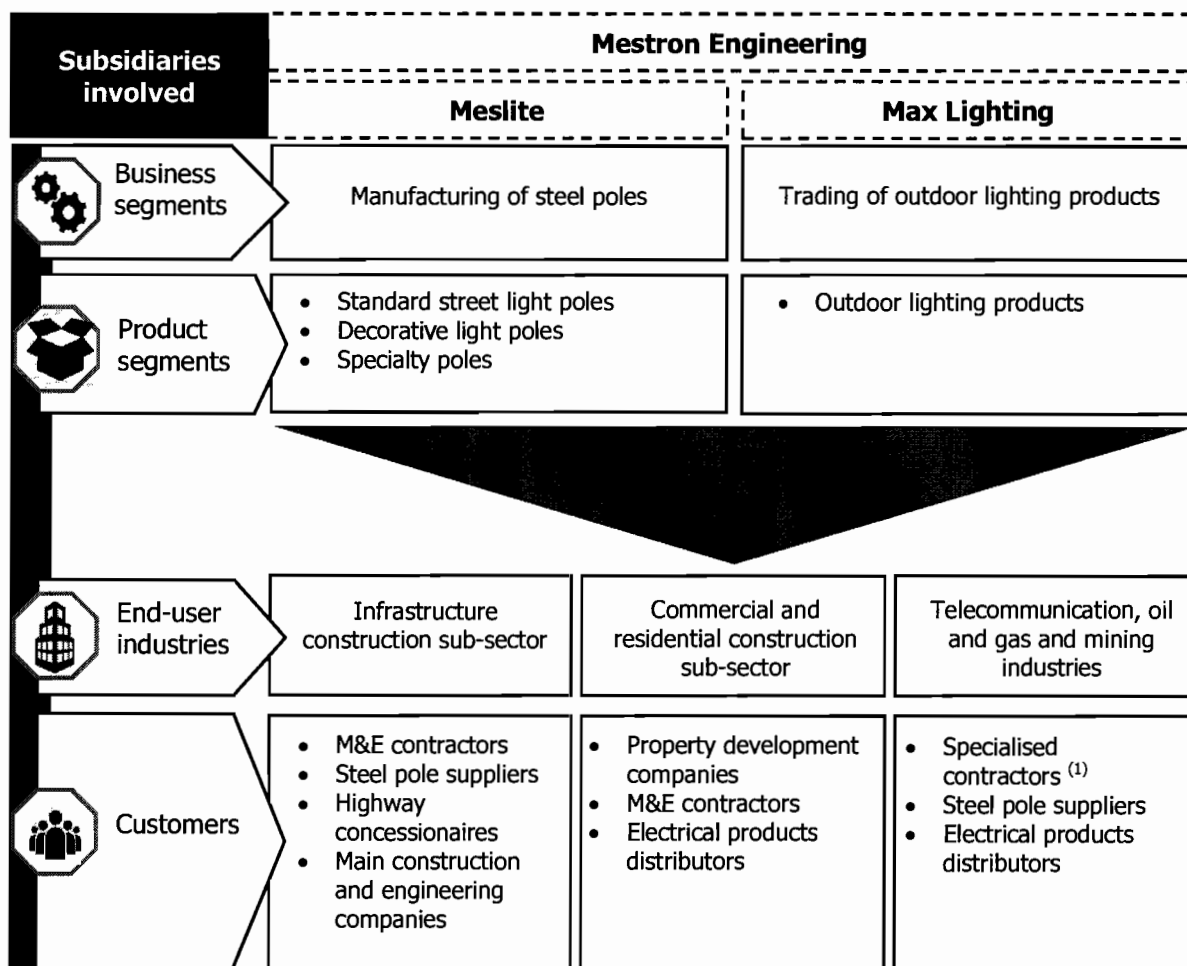 Subsidiaries
involved
Mestron Engineering
Meslite
Max Lighting
Business
segments
Manufacturing of steel poles
Trading of outdoor lighting products
Product
segments
• Standard street light poles
• Decorative light poles
• Specialty poles
• Outdoor lighting products
End-user
industries
Infrastructure
construction sub-sector
Commercial and
residential construction
sub-sector
Telecommunication, oil
and gas and mining
industries
Customers
• M&E contractors
• Steel pole suppliers
• Highway
concessionaires
• Main construction
and engineering
companies
• Property development
companies
• M&E contractors
• Electrical products
distributors
• Specialised
contractors (1)
• Steel pole suppliers
• Electrical products
distributors